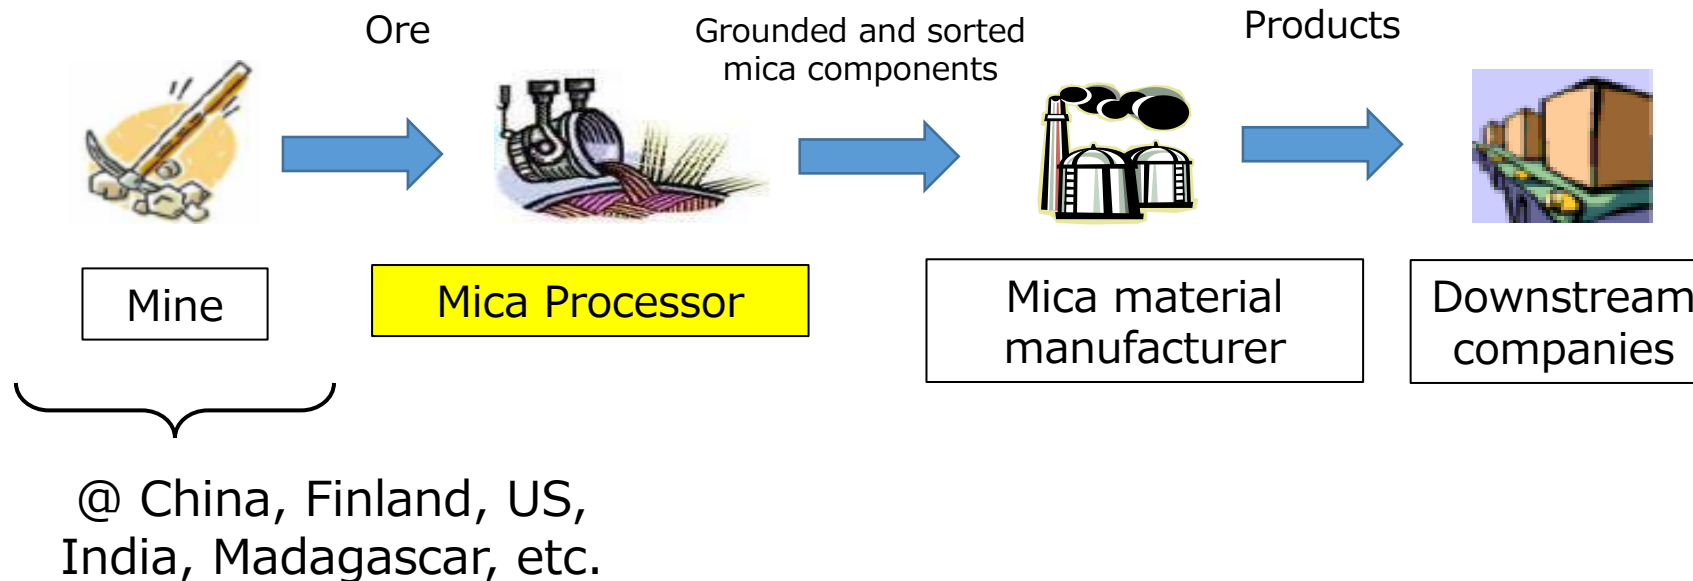 Ore
Grounded and sorted
mica components
Products
Mine
Mica Processor
Mica material
manufacturer
Downstream
companies
@ China, Finland, US,
India, Madagascar, etc.